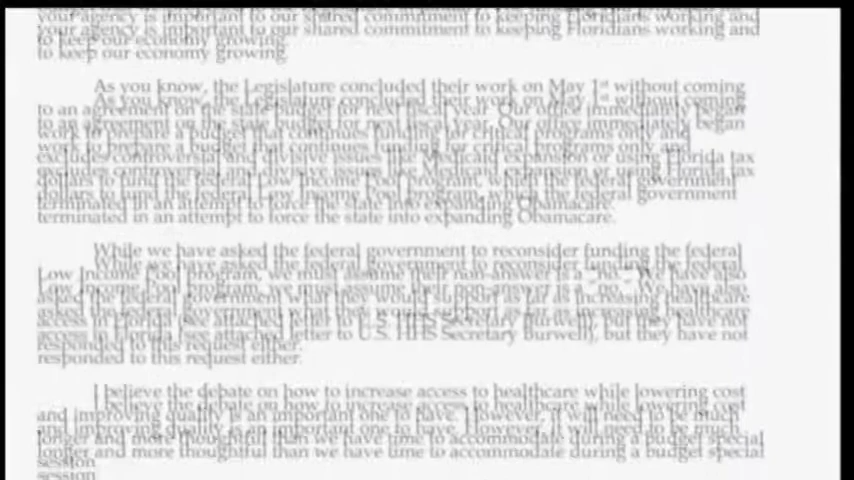 your agency is important to our shared commitment to keeping Floridians working and
to keep our economy growing.
As you know, the Legislature concluded their work on May 1st without coming
to an agreement on the state budget for next fiscal year. Our office immediately began
work to prepare a budget that continues funding for critical programs only and
excludes controversial and divisive issues like Medicaid expansion or using Florida tax
dollars to fund the federal Low Income Pool program, which the federal government
terminated in an attempt to force the state into expanding Obamacare.
While we have asked the federal government to reconsider funding the federal
Low Income Pool program, we must assume their non-answer is a "no." We have also
asked the federal government what they would support as far as increasing healthcare
access in Florida (see attached letter to U.S. HHS Secretary Burwell), but they have not
responded to this request either.
I believe the debate on how to increase access to healthcare while lowering cost
and improving quality is an important one to have. However, it will need to be much
longer and more thoughtful than we have time to accommodate during a budget special
session.